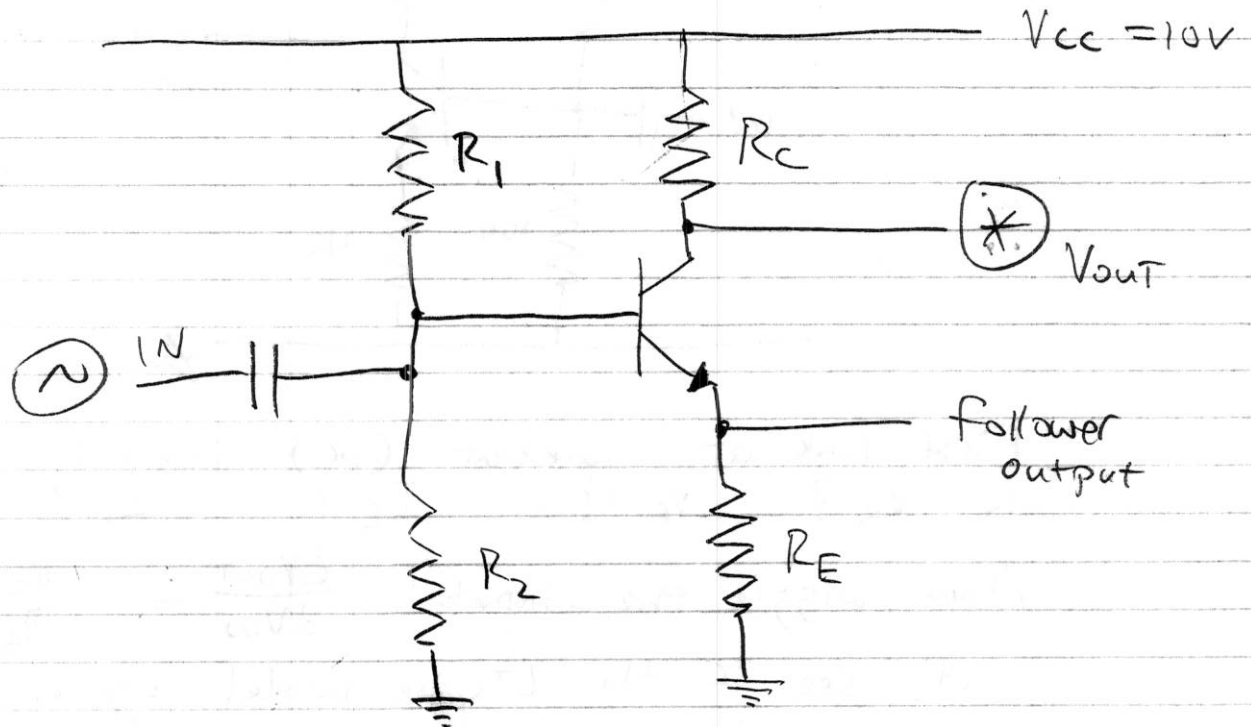 Vcc = 10V
R1
RC
*
VOUT
~
IN
follower
output
R2
RE